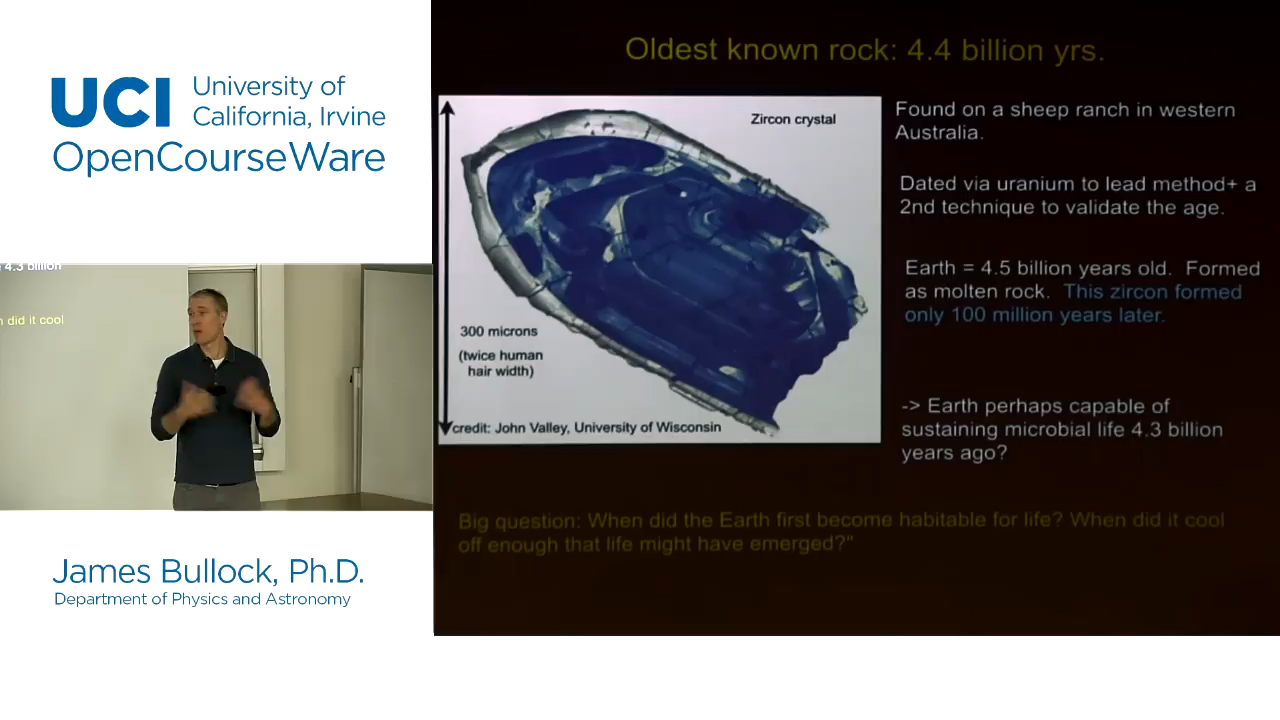 UCI University of
California, Irvine
OpenCourseWare
4.3 billion
did it cool
James Bullock, Ph.D.
Department of Physics and Astronomy
Oldest known rock: 4.4 billion yrs.
Zircon crystal
300 microns
(twice human
hair width)
credit: John Valley, University of Wisconsin
Found on a sheep ranch in western
Australia.
Dated via uranium to lead method+ a
2nd technique to validate the age.
Earth = 4.5 billion years old. Formed
as molten rock. This zircon formed
only 100 million years later.
-> Earth perhaps capable of
sustaining microbial life 4.3 billion
years ago?
Big question: When did the Earth first become habitable for life? When did it cool
off enough that life might have emerged?"